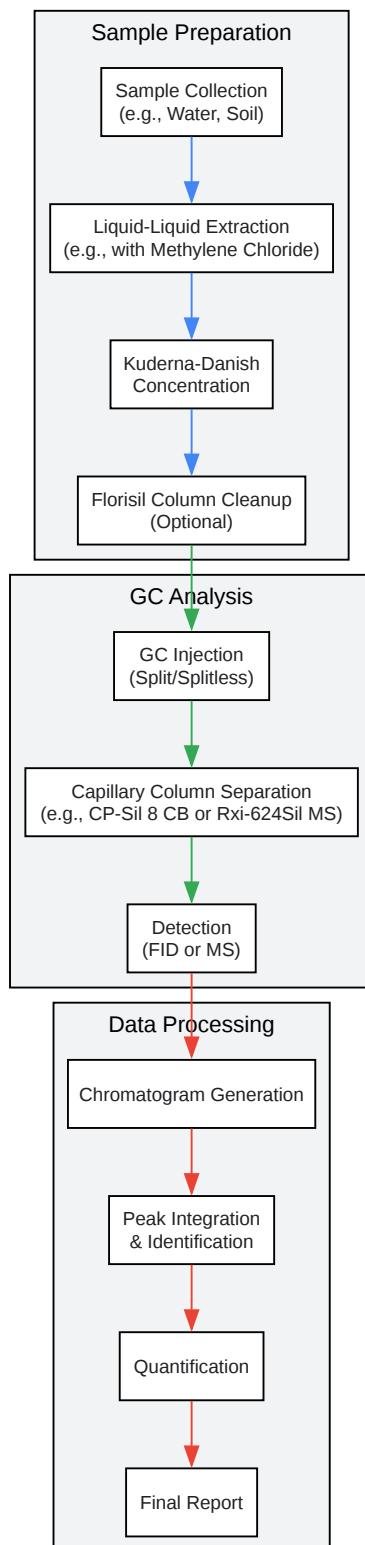 Sample Preparation
Sample Collection
(e.g., Water, Soil)
Liquid-Liquid Extraction
(e.g., with Methylene Chloride)
Kuderna-Danish
Concentration
Florisil Column Cleanup
(Optional)
GC Analysis
GC Injection
(Split/Splitless)
Capillary Column Separation
(e.g., CP-Sil 8 CB or Rxi-624Sil MS)
Detection
(FID or MS)
Data Processing
Chromatogram Generation
Peak Integration
& Identification
Quantification
Final Report